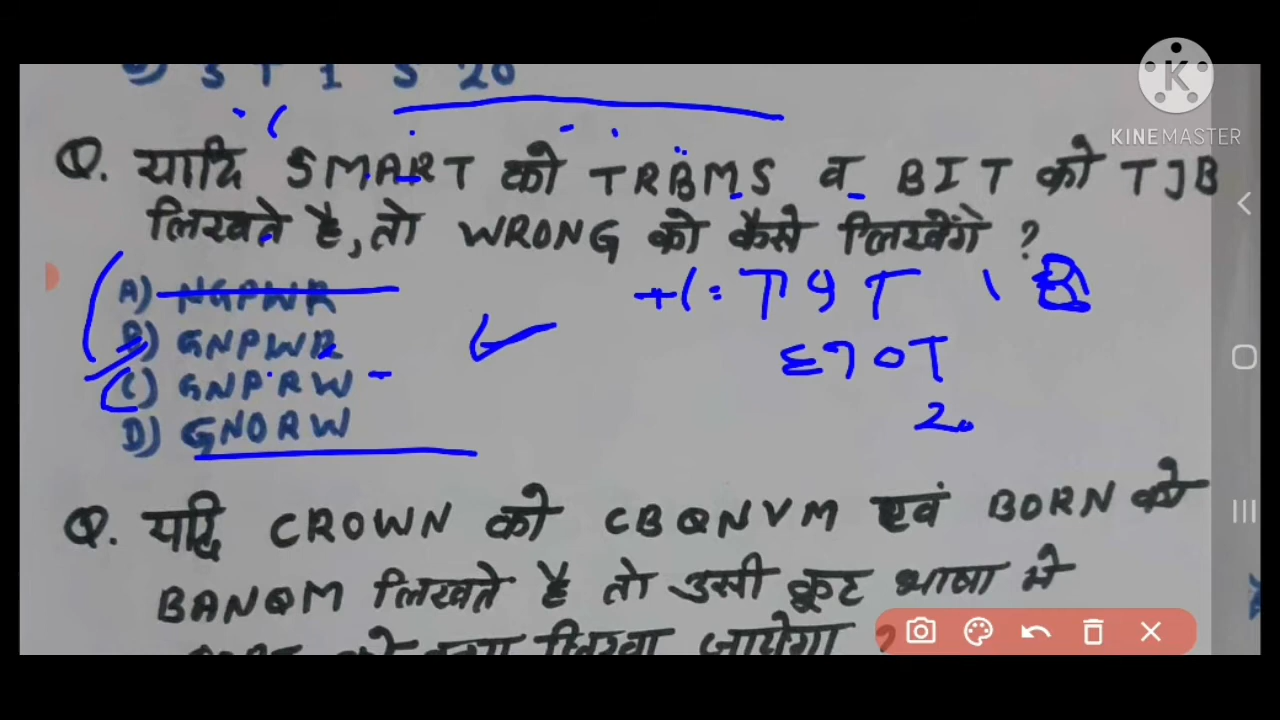 S T 1 S 20
KINEMASTER
Q. यादि SMART को TRBMS व BIT को TJB
लिखते है, तो WRONG को कैसे लिखेंगे ?
A) NGPWR
B) GNPWR
C) GNPRW
D) GNORW
Q. यदि CROWN को CBQNVM एवं BORN को
BANQM लिखते है तो उसी कूट भाषा मे
को क्या लिखा जायेगा ?